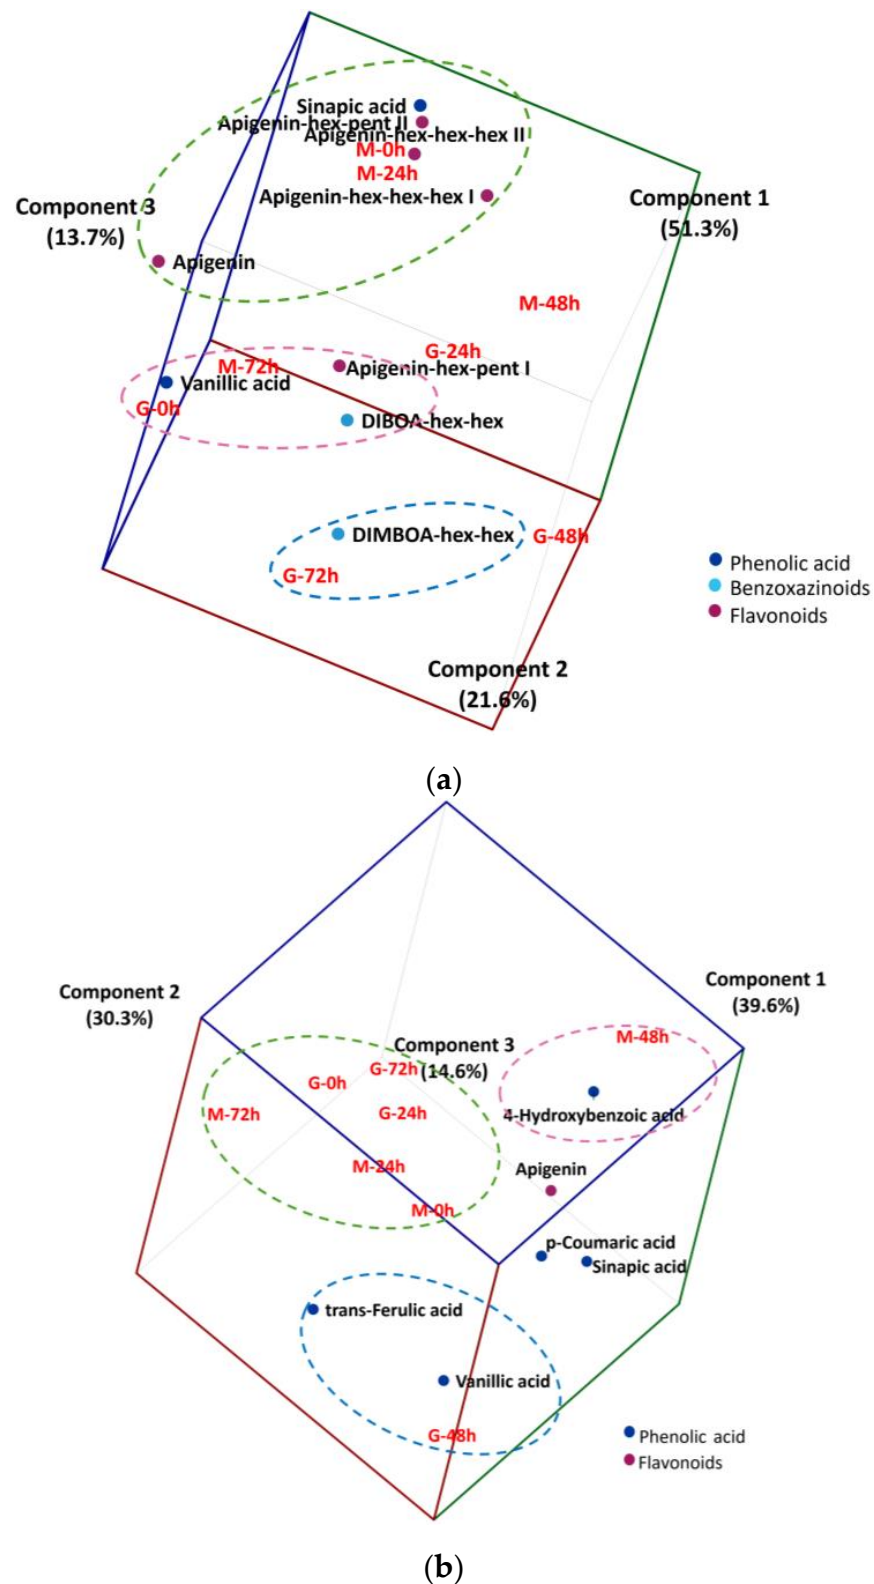 Sinapic acid
Apigenin-hex-pent II
Apigenin-hex-hex-hex II
M-0h
M-24h
Apigenin-hex-hex-hex I
Component 1
(51.3%)
Component 3
(13.7%)
Apigenin
M-48h
G-24h
M-72h
Apigenin-hex-pent I
Vanillic acid
G-0h
DIBOA-hex-hex
DIMBOA-hex-hex
G-48h
G-72h
Phenolic acid
Benzoxazinoids
Flavonoids
Component 2
(21.6%)
(a)
Component 1
(39.6%)
Component 2
(30.3%)
M-48h
Component 3
(14.6%)
G-72h
G-0h
M-72h
G-24h
4-Hydroxybenzoic acid
M-24h
Apigenin
M-0h
p-Coumaric acid
Sinapic acid
trans-Ferulic acid
Vanillic acid
G-48h
Phenolic acid
Flavonoids
(b)